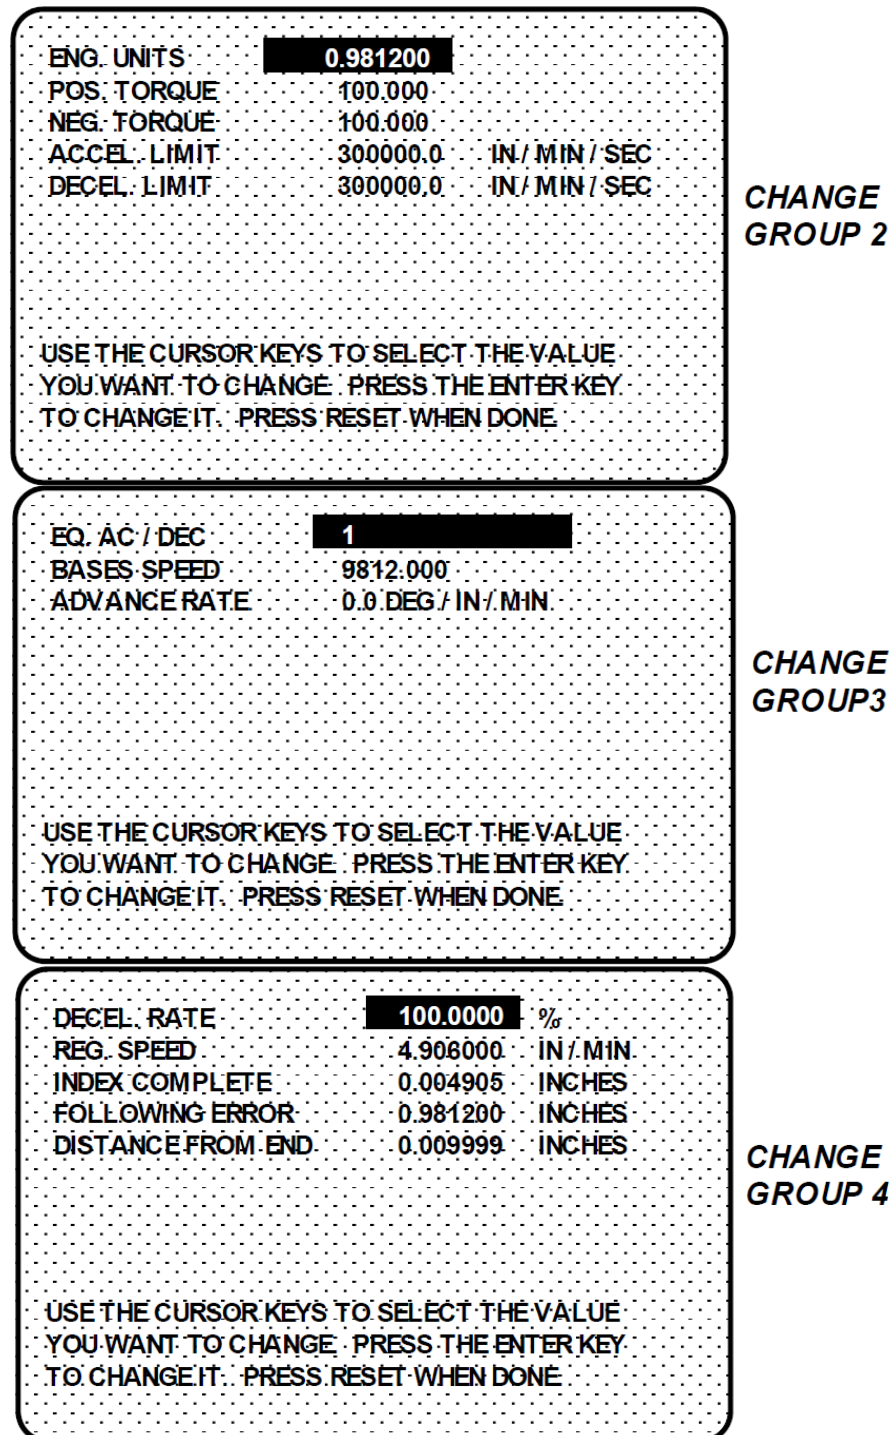 ENG. UNITS 0.981200
POS. TORQUE 100.000
NEG. TORQUE 100.000
ACCEL. LIMIT 300000.0 IN / MIN / SEC
DECEL. LIMIT 300000.0 IN / MIN / SEC
CHANGE
GROUP 2
USE THE CURSOR KEYS TO SELECT THE VALUE
YOU WANT TO CHANGE. PRESS THE ENTER KEY
TO CHANGE IT. PRESS RESET WHEN DONE.
EQ. AC / DEC 1
BASES SPEED 9812.000
ADVANCE RATE 0.0 DEG / IN / MIN
CHANGE
GROUP3
USE THE CURSOR KEYS TO SELECT THE VALUE
YOU WANT TO CHANGE. PRESS THE ENTER KEY
TO CHANGE IT. PRESS RESET WHEN DONE.
DECEL. RATE 100.0000 %
REG. SPEED 4.906000 IN / MIN
INDEX COMPLETE 0.004905 INCHES
FOLLOWING ERROR 0.981200 INCHES
DISTANCE FROM END 0.009999 INCHES
CHANGE
GROUP 4
USE THE CURSOR KEYS TO SELECT THE VALUE
YOU WANT TO CHANGE. PRESS THE ENTER KEY
TO CHANGE IT. PRESS RESET WHEN DONE.